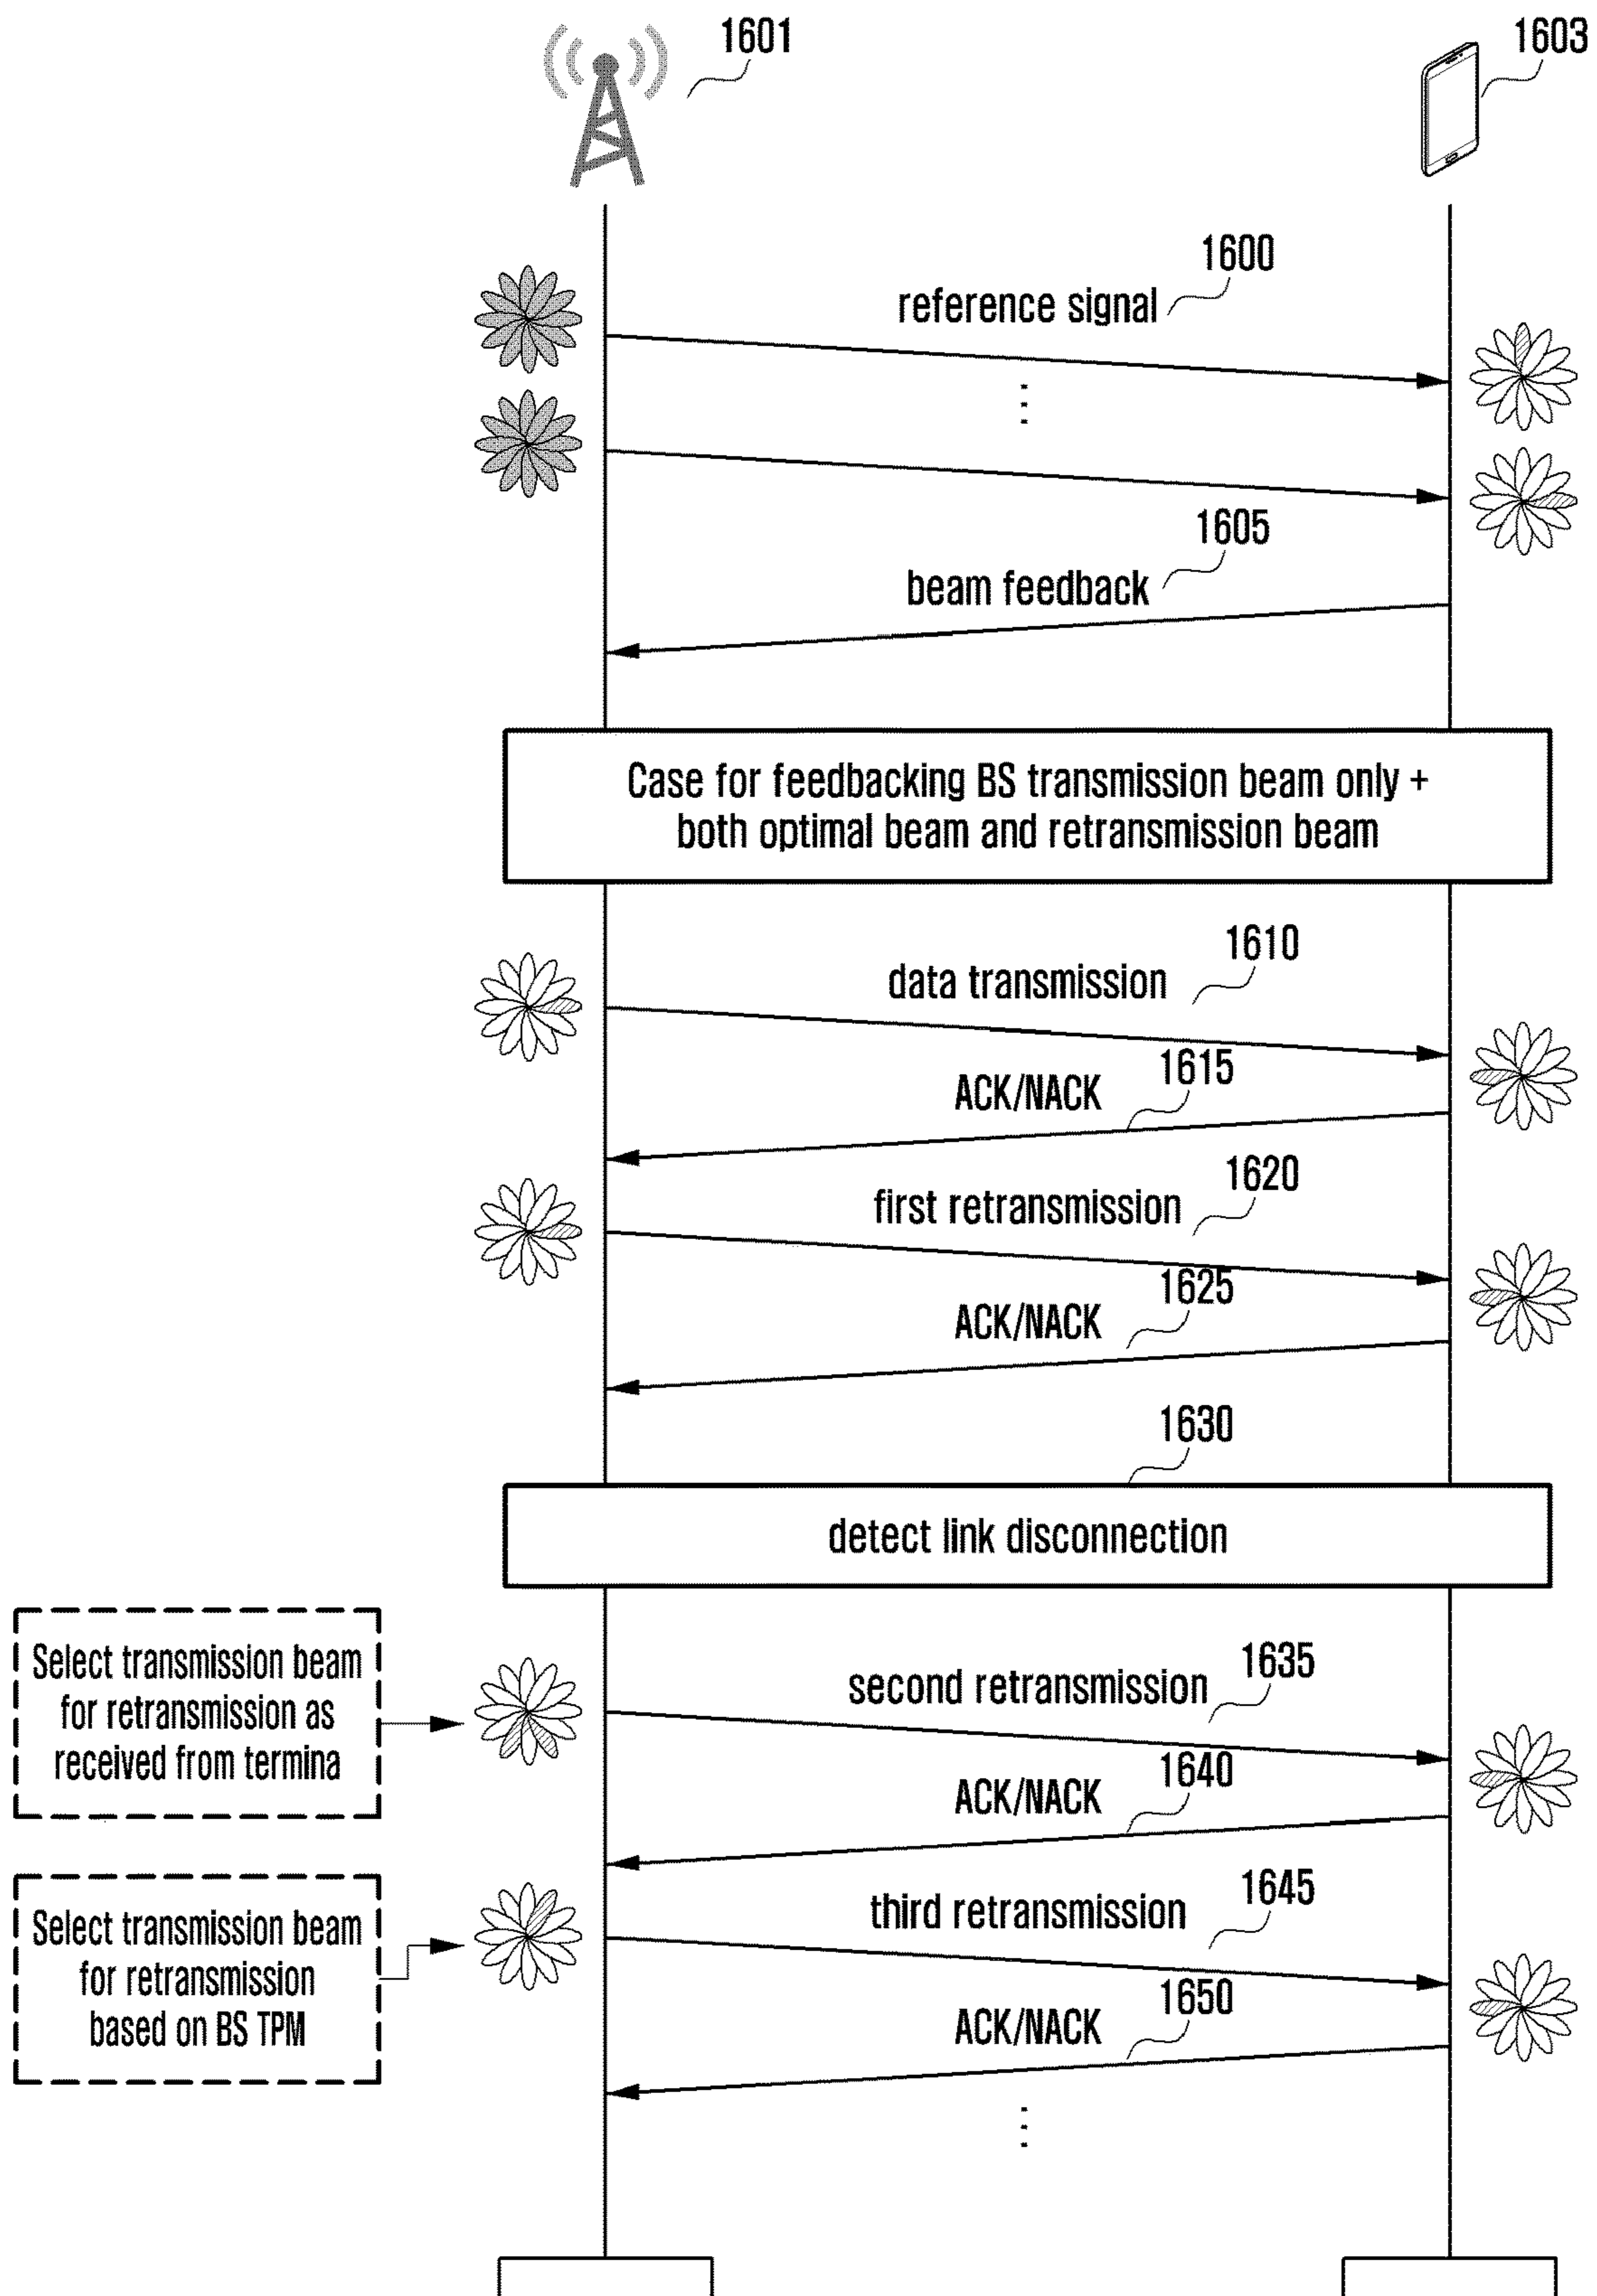 1601
1603
1600
reference signal
1605
beam feedback
Case for feedbacking BS transmission beam only +
both optimal beam and retransmission beam
1610
data transmission
1615
ACK/NACK
1620
first retransmission
1625
ACK/NACK
1630
detect link disconnection
Select transmission beam
for retransmission as
received from termina
1635
second retransmission
1640
ACK/NACK
Select transmission beam
for retransmission
based on BS TPM
1645
third retransmission
1650
ACK/NACK